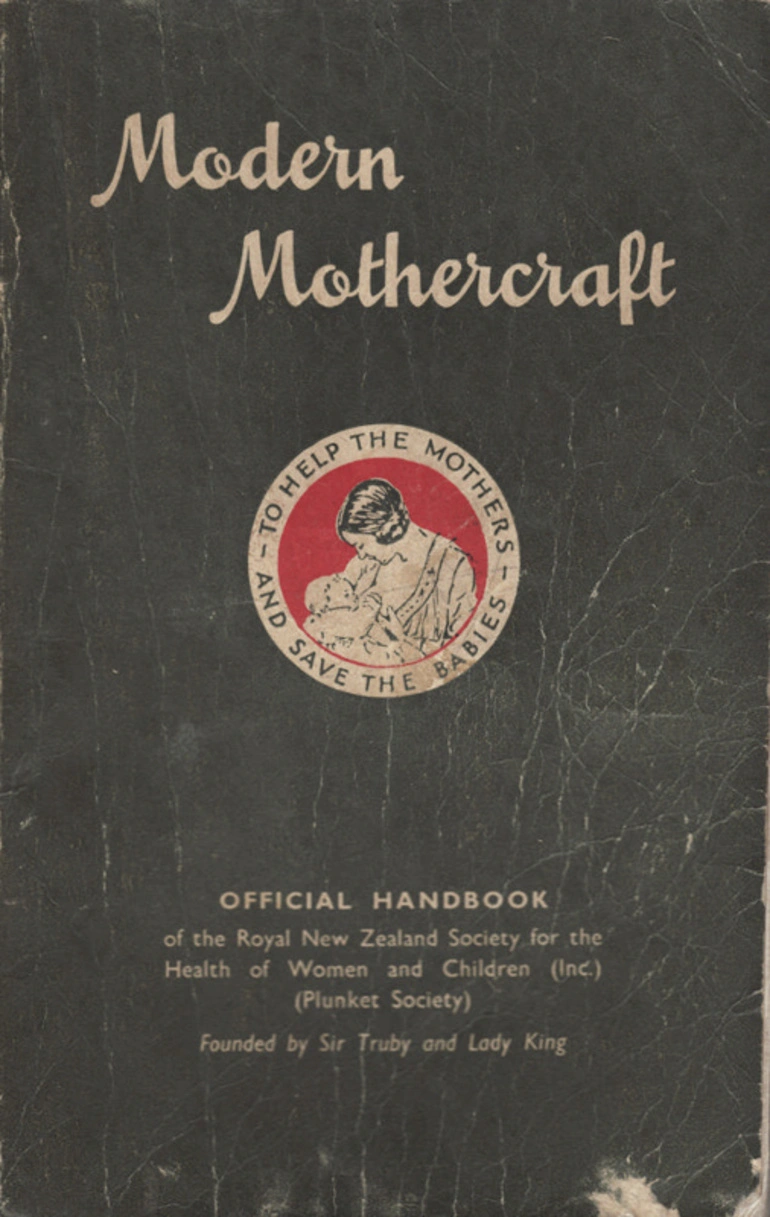 Modern
Mothercraft
– TO HELP THE MOTHERS –
AND SAVE THE BABIES
OFFICIAL HANDBOOK
of the Royal New Zealand Society for the
Health of Women and Children (Inc.)
(Plunket Society)
Founded by Sir Truby and Lady King